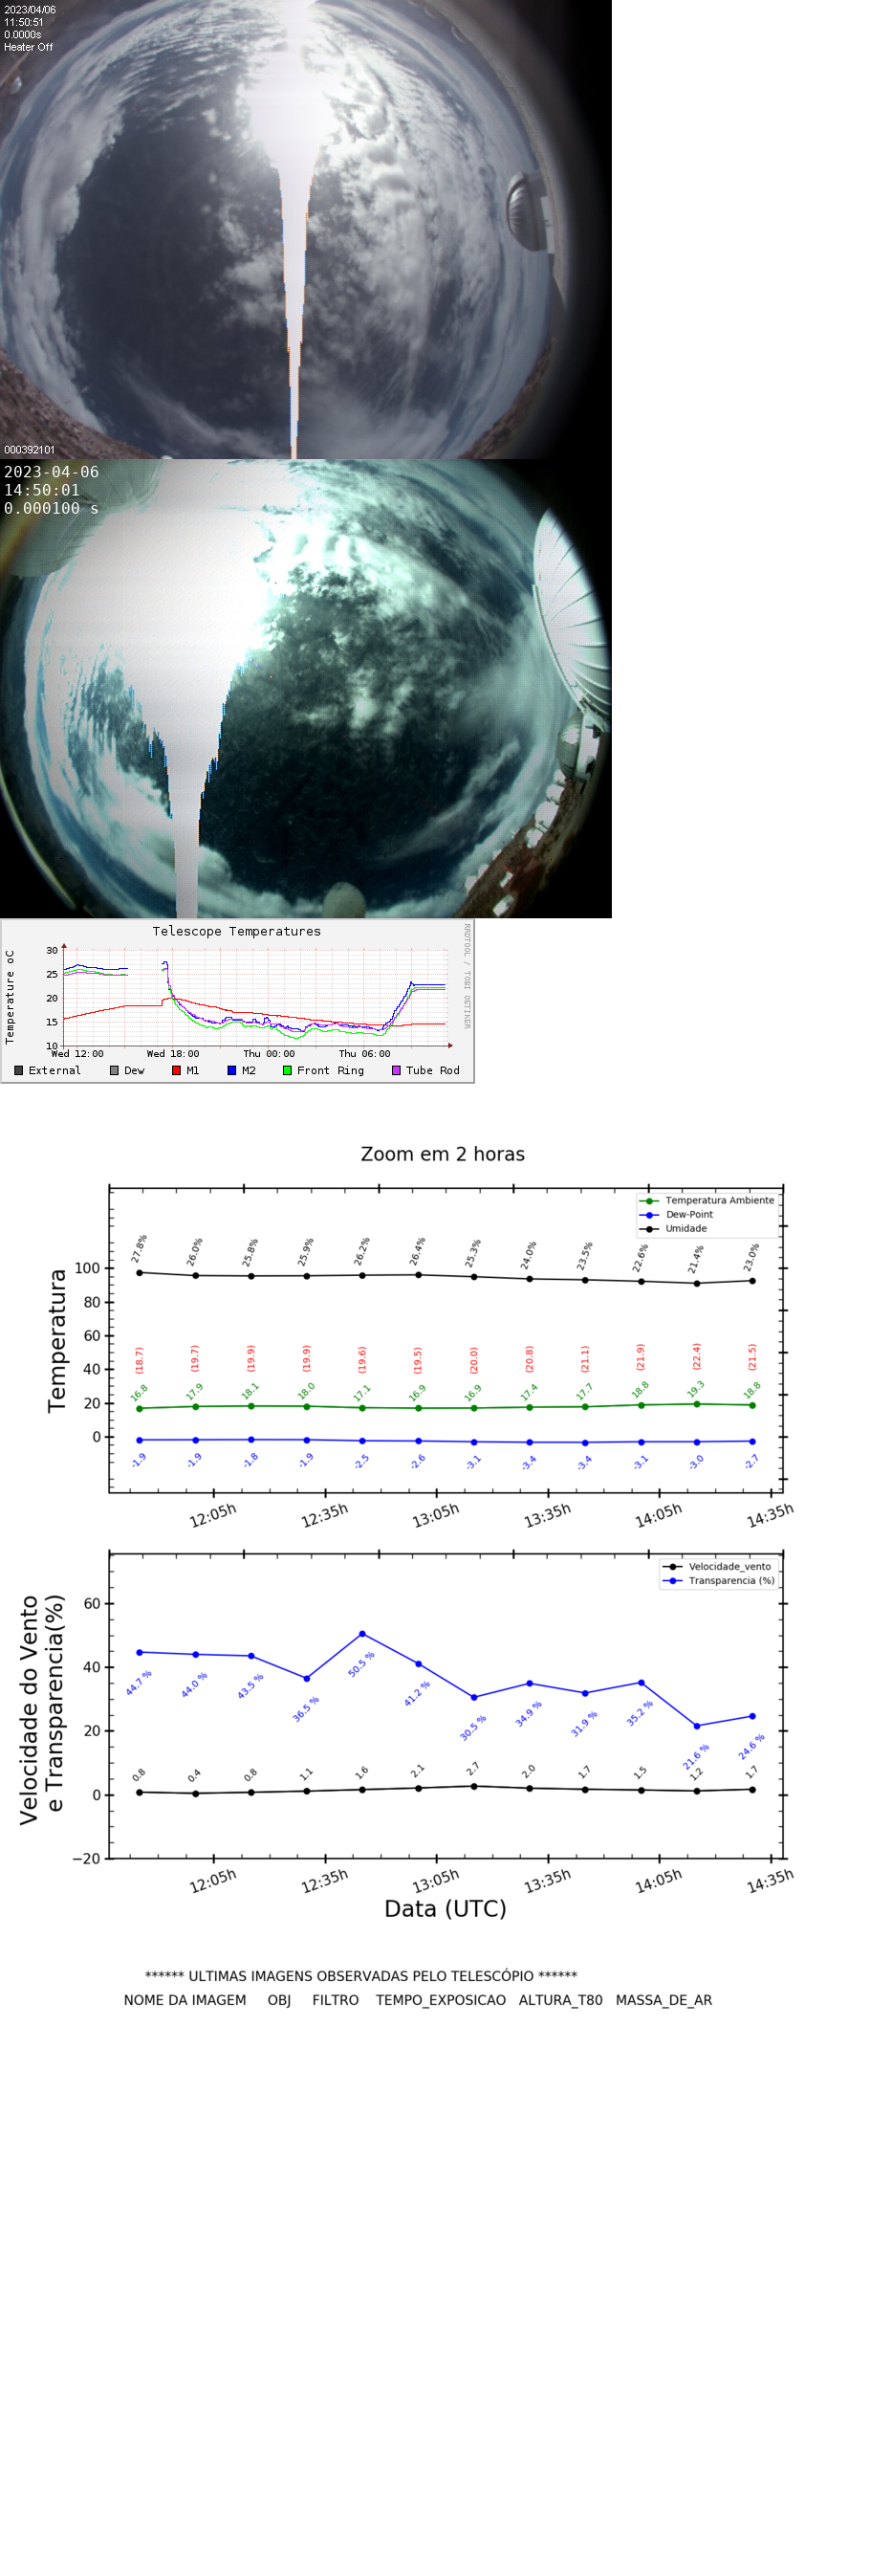 2023/04/06
11:50:51
0.0000s
Heater Off
000392101
2023-04-06
14:50:01
0.000100 s
Telescope Temperatures
RRDTOOL / TOBI OETIKER
Temperature oC
30
25
20
15
10
Wed 12:00 Wed 18:00 Thu 00:00 Thu 06:00
External Dew M1 M2 Front Ring Tube Rod
Zoom em 2 horas
Temperatura Ambiente
Dew-Point
Umidade
Temperatura
100
80
60
40
20
0
27.8% 26.0% 25.8% 25.9% 26.2% 26.4% 25.3% 24.0% 23.5% 22.6% 21.4% 23.0%
(18.7) (19.7) (19.9) (19.9) (19.6) (19.5) (20.0) (20.8) (21.1) (21.9) (22.4) (21.5)
16.8 17.9 18.1 18.0 17.1 16.9 16.9 17.4 17.7 18.8 19.3 18.8
-1.9 -1.9 -1.8 -1.9 -2.5 -2.6 -3.1 -3.4 -3.4 -3.1 -3.0 -2.7
12:05h 12:35h 13:05h 13:35h 14:05h 14:35h
Velocidade_vento
Transparencia (%)
Velocidade do Vento
e Transparencia(%)
60
40
20
0
−20
44.7 % 44.0 % 43.5 % 36.5 % 50.5 % 41.2 % 30.5 % 34.9 % 31.9 % 35.2 % 21.6 % 24.6 %
0.8 0.4 0.8 1.1 1.6 2.1 2.7 2.0 1.7 1.5 1.2 1.7
12:05h 12:35h 13:05h 13:35h 14:05h 14:35h
Data (UTC)
****** ULTIMAS IMAGENS OBSERVADAS PELO TELESCÓPIO ******
NOME DA IMAGEM OBJ FILTRO TEMPO_EXPOSICAO ALTURA_T80 MASSA_DE_AR